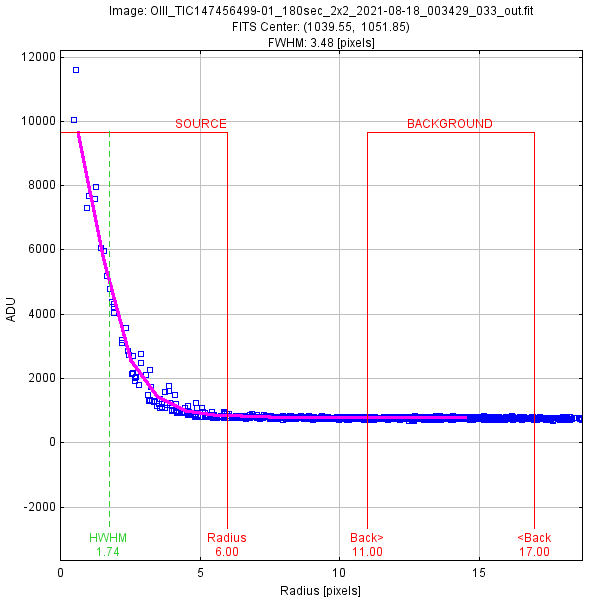 Image: OIII_TIC147456499-01_180sec_2x2_2021-08-18_003429_033_out.fit
FITS Center: (1039.55, 1051.85)
FWHM: 3.48 [pixels]
12000
SOURCE BACKGROUND
10000
8000
6000
ADU
4000
2000
0
-2000
HWHM Radius Back> <Back
1.74 6.00 11.00 17.00
0 5 10 15
Radius [pixels]